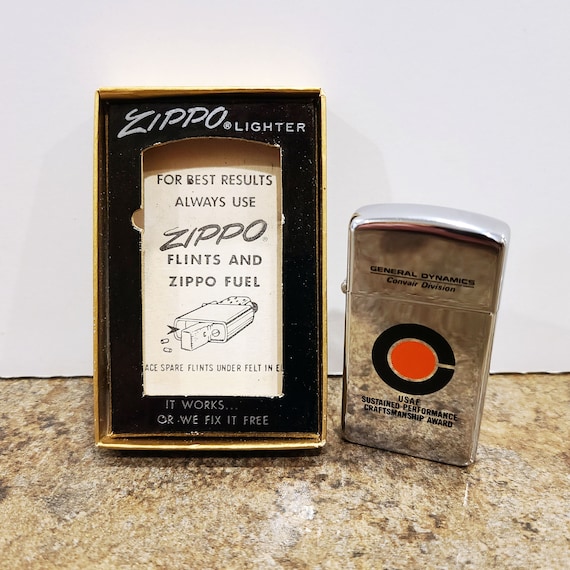 ZIPPO® LIGHTER
FOR BEST RESULTS
ALWAYS USE
ZIPPO
FLINTS AND
ZIPPO FUEL
ACE SPARE FLINTS UNDER FELT IN
IT WORKS...
OR WE FIX IT FREE
GENERAL DYNAMICS
Convair Division
USAF
SUSTAINED PERFORMANCE
CRAFTSMANSHIP AWARD